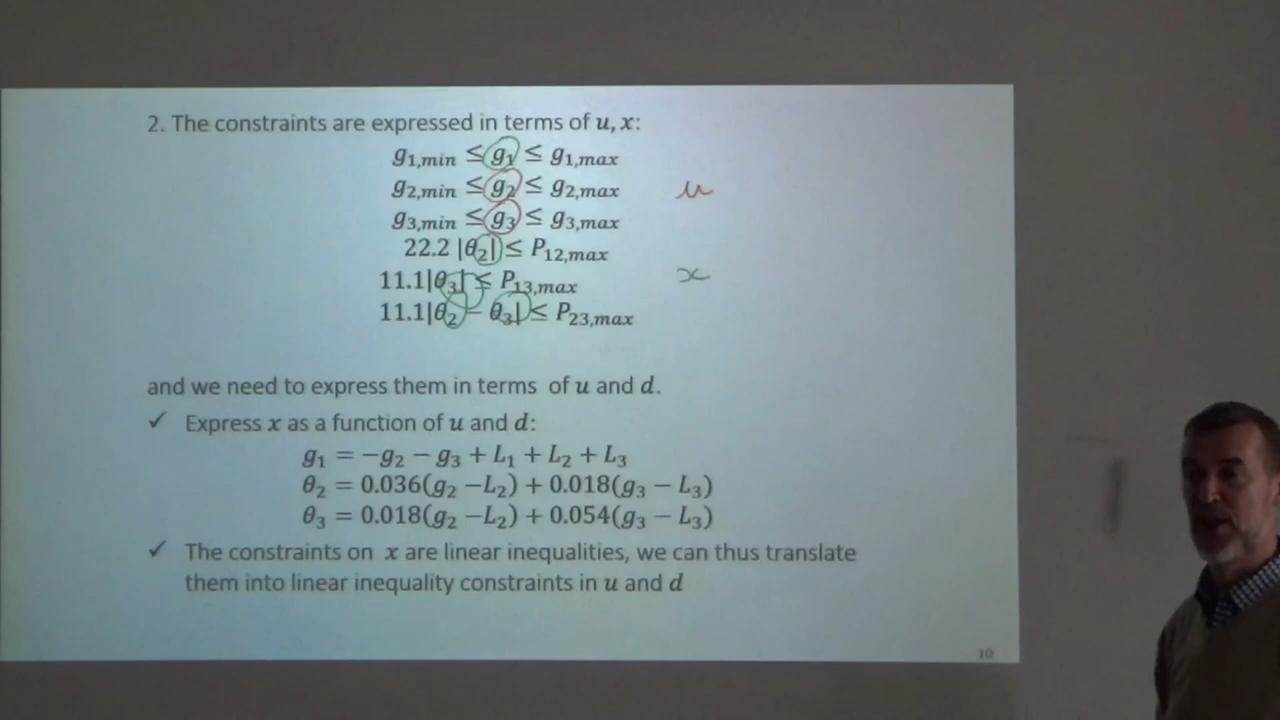 2. The constraints are expressed in terms of u, x:
g1,min ≤ g1 ≤ g1,max
g2,min ≤ g2 ≤ g2,max u
g3,min ≤ g3 ≤ g3,max
22.2 |θ2| ≤ P12,max
11.1|θ3| ≤ P13,max x
11.1|θ2 − θ3| ≤ P23,max
and we need to express them in terms of u and d.
✓ Express x as a function of u and d:
g1 = −g2 − g3 + L1 + L2 + L3
θ2 = 0.036(g2 −L2) + 0.018(g3 − L3)
θ3 = 0.018(g2 −L2) + 0.054(g3 − L3)
✓ The constraints on x are linear inequalities, we can thus translate
them into linear inequality constraints in u and d
10